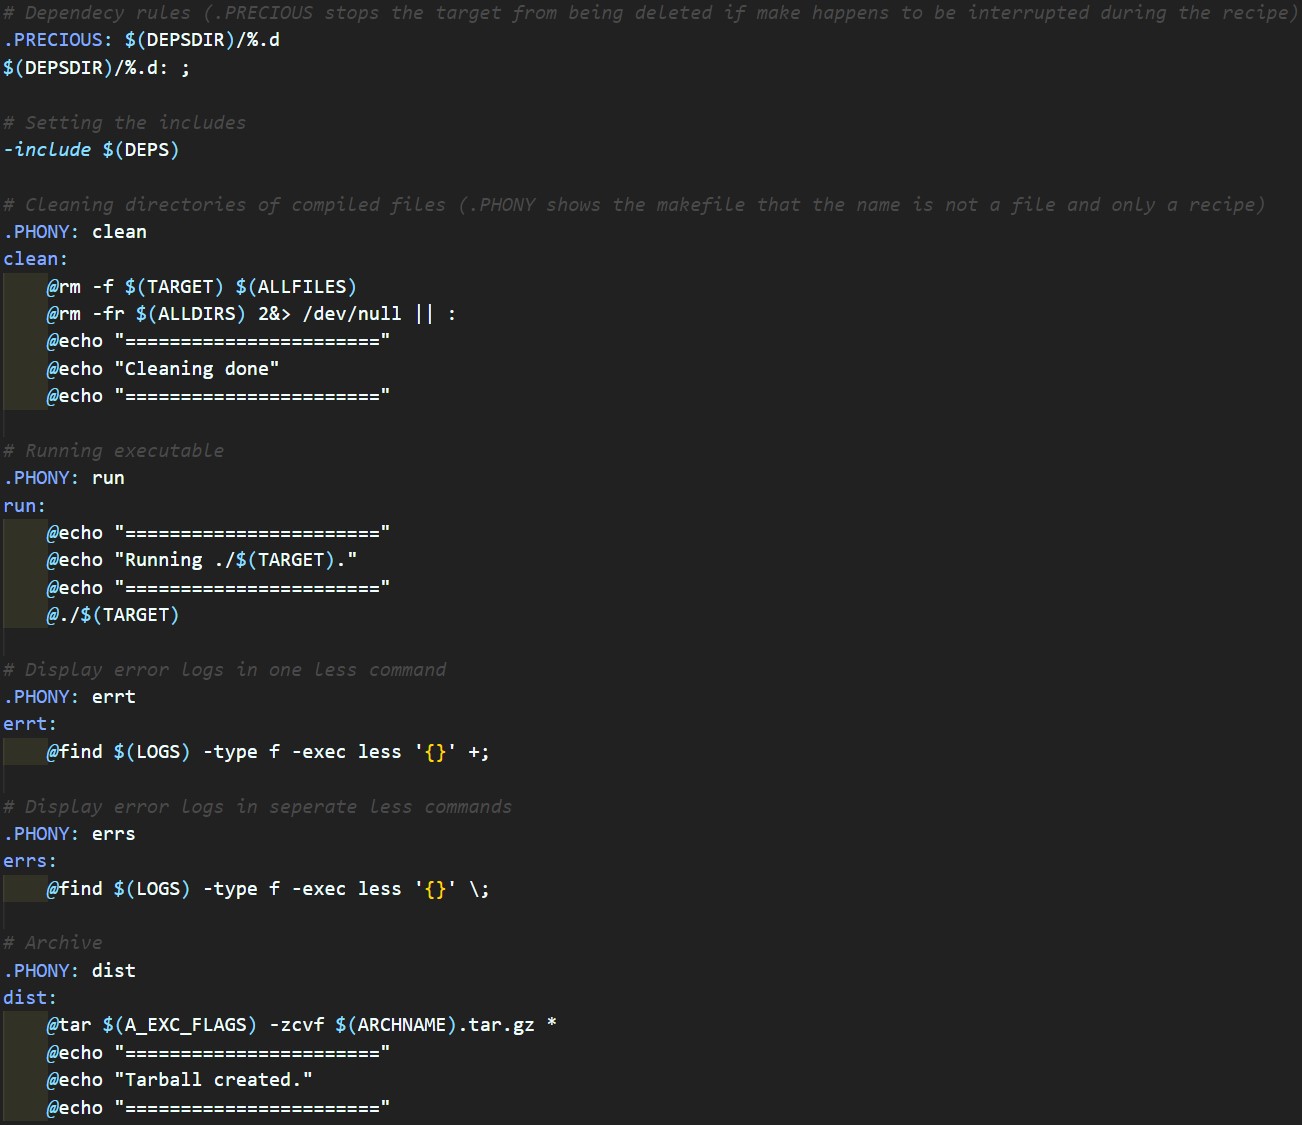 # Dependecy rules (.PRECIOUS stops the target from being deleted if make happens to be interrupted during the recipe)
.PRECIOUS: $(DEPSDIR)/%.d
$(DEPSDIR)/%.d: ;

# Setting the includes
-include $(DEPS)

# Cleaning directories of compiled files (.PHONY shows the makefile that the name is not a file and only a recipe)
.PHONY: clean
clean:
    @rm -f $(TARGET) $(ALLFILES)
    @rm -fr $(ALLDIRS) 2&> /dev/null || :
    @echo "======================="
    @echo "Cleaning done"
    @echo "======================="

# Running executable
.PHONY: run
run:
    @echo "======================="
    @echo "Running ./$(TARGET)."
    @echo "======================="
    @./$(TARGET)

# Display error logs in one less command
.PHONY: errt
errt:
    @find $(LOGS) -type f -exec less '{}' +;

# Display error logs in seperate less commands
.PHONY: errs
errs:
    @find $(LOGS) -type f -exec less '{}' \;

# Archive
.PHONY: dist
dist:
    @tar $(A_EXC_FLAGS) -zcvf $(ARCHNAME).tar.gz *
    @echo "======================="
    @echo "Tarball created."
    @echo "======================="